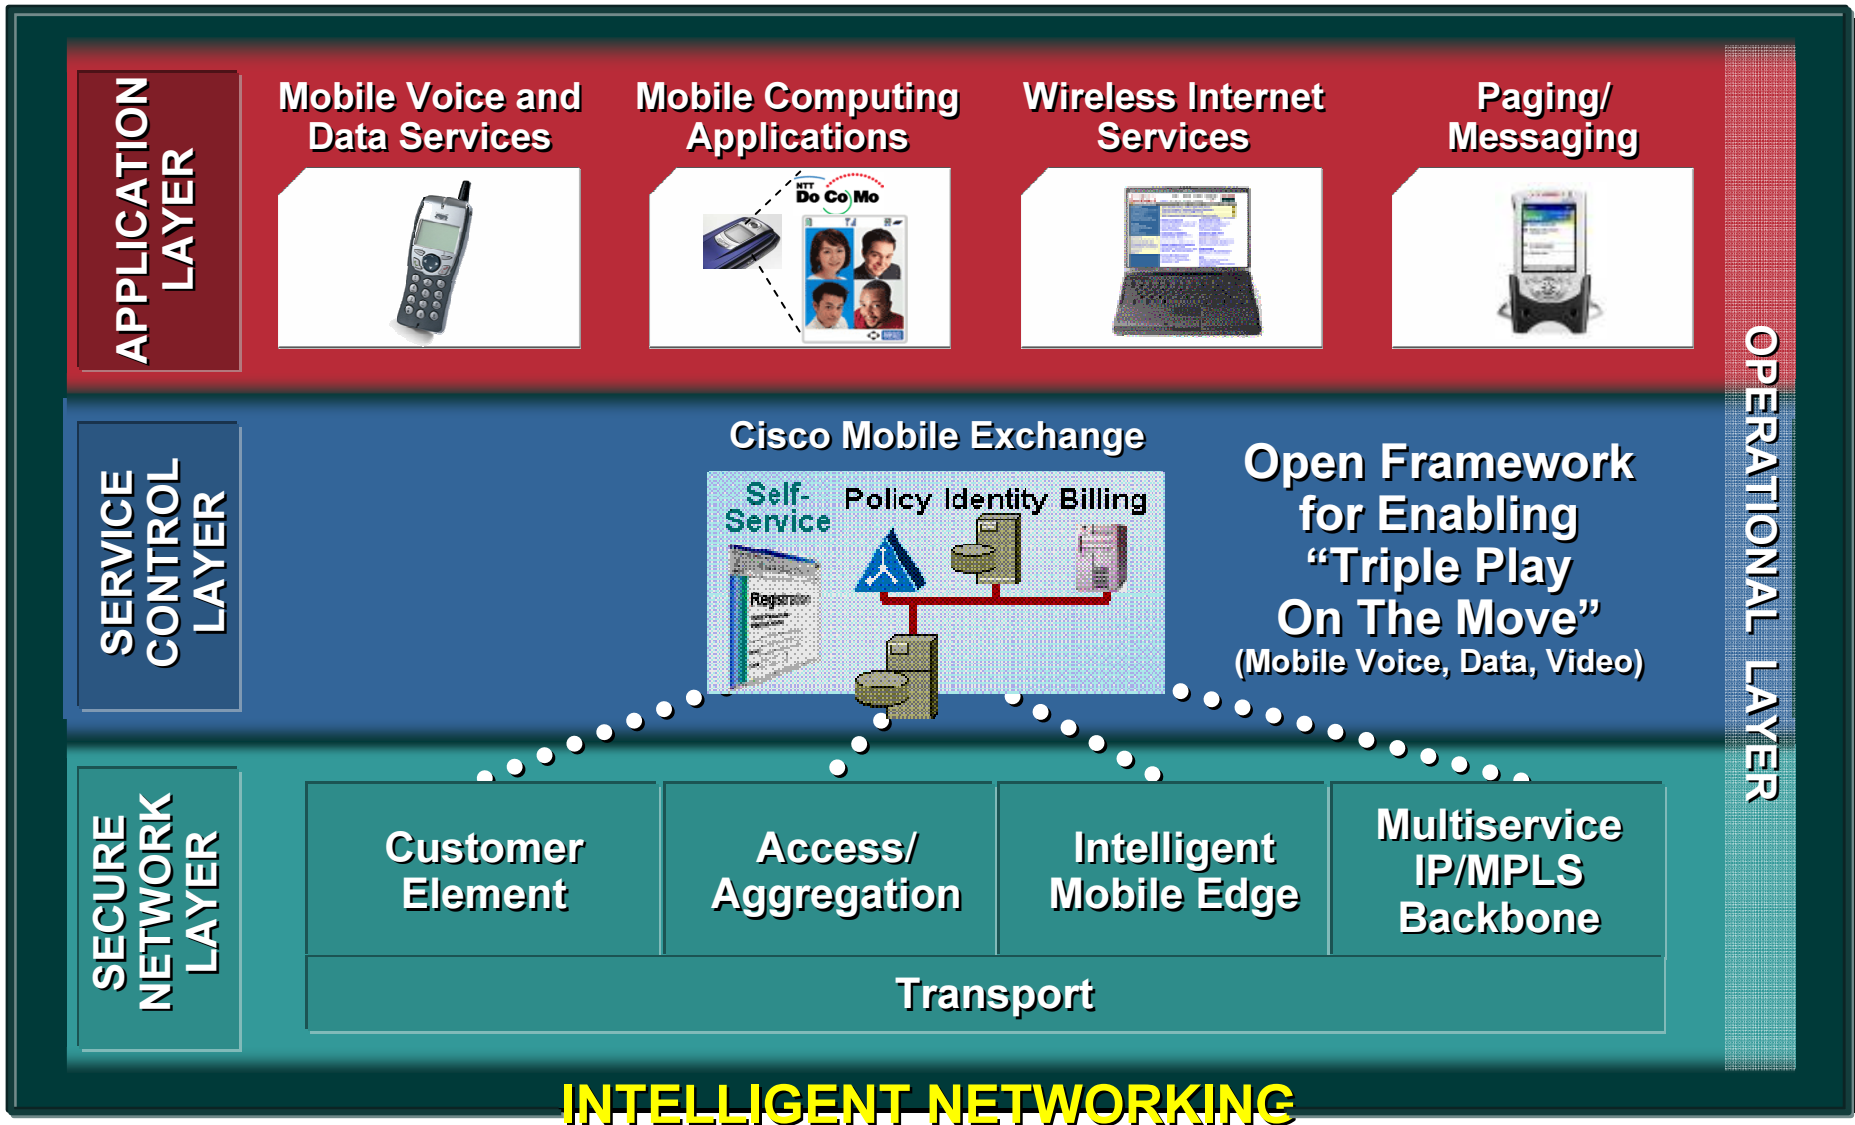 APPLICATION
LAYER
Mobile Voice and
Data Services
Mobile Computing
Applications
Wireless Internet
Services
Paging/
Messaging
NTT
DoCoMo
SERVICE
CONTROL
LAYER
Cisco Mobile Exchange
Self-
Service
Policy Identity Billing
Registration
Open Framework
for Enabling
“Triple Play
On The Move”
(Mobile Voice, Data, Video)
OPERATIONAL LAYER
SECURE
NETWORK
LAYER
Customer
Element
Access/
Aggregation
Intelligent
Mobile Edge
Multiservice
IP/MPLS
Backbone
Transport
INTELLIGENT NETWORKING